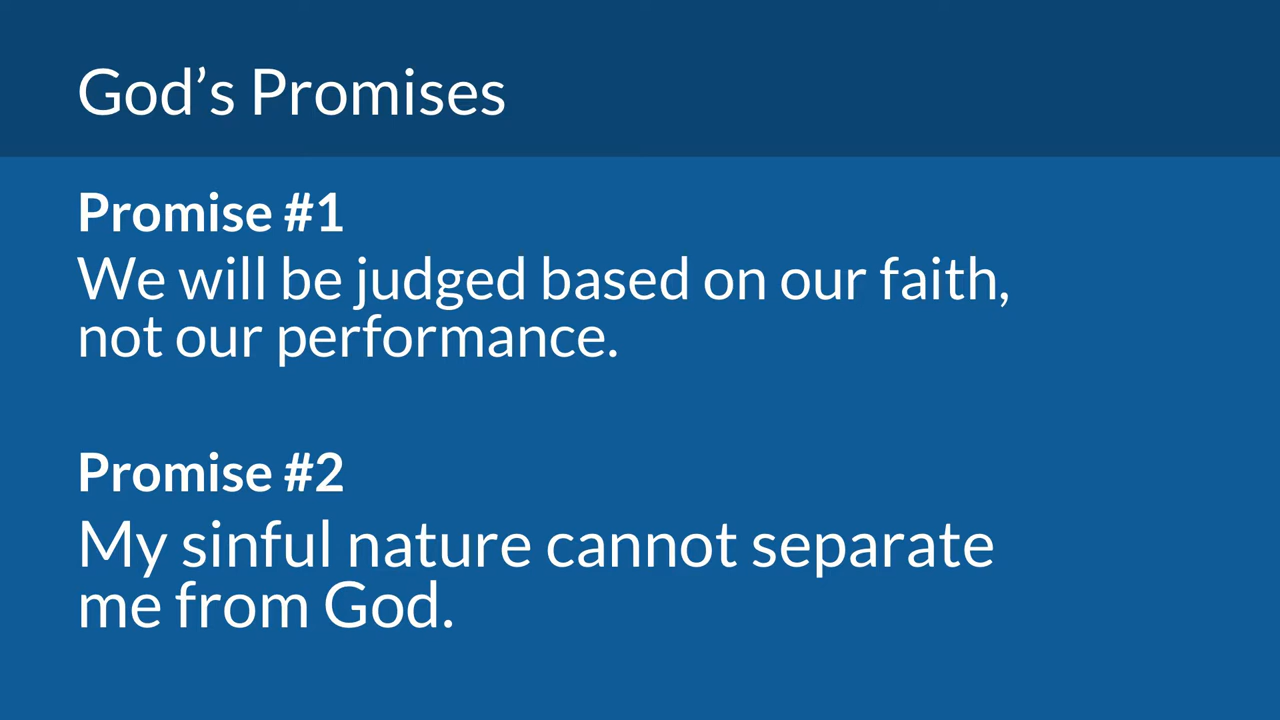 God’s Promises
Promise #1
We will be judged based on our faith,
not our performance.
Promise #2
My sinful nature cannot separate
me from God.